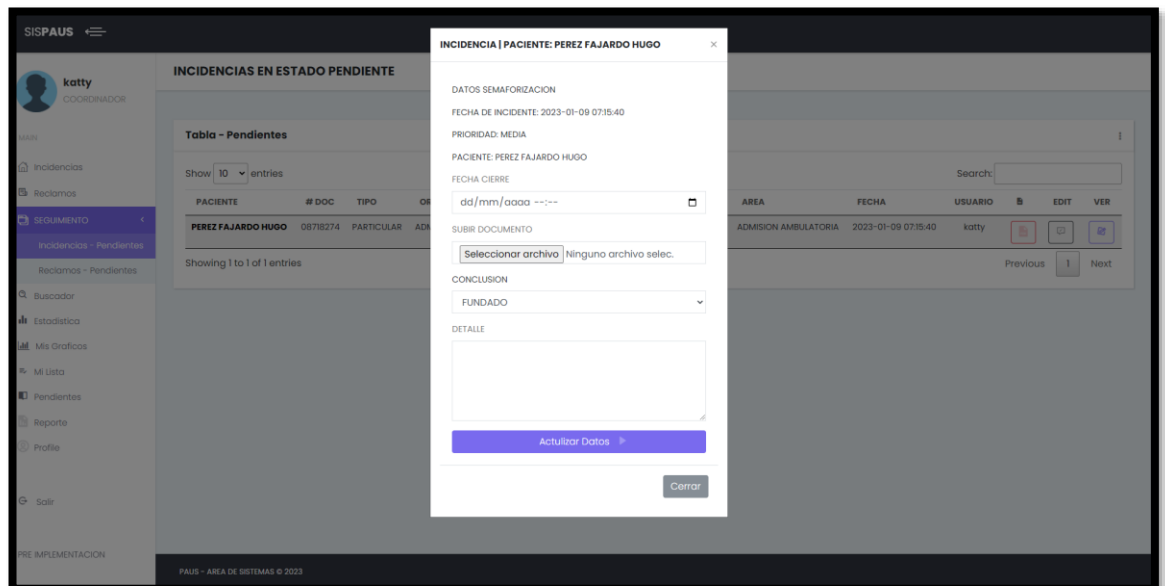 SISPAUS
katty
COORDINADOR
MAIN
Incidencias
Reclamos
SEGUIMIENTO
Incidencias - Pendientes
Reclamos - Pendientes
Buscador
Estadistica
Mis Graficos
Mi Lista
Pendientes
Reporte
Profile
Salir
PRE IMPLEMENTACION
INCIDENCIAS EN ESTADO PENDIENTE
Tabla - Pendientes
Show 10 entries
Search:
PACIENTE # DOC TIPO AREA FECHA USUARIO EDIT VER
PEREZ FAJARDO HUGO 08718274 PARTICULAR ADMISION AMBULATORIA 2023-01-09 07:15:40 katty
Showing 1 to 1 of 1 entries
Previous 1 Next
INCIDENCIA | PACIENTE: PEREZ FAJARDO HUGO ×
DATOS SEMAFORIZACION
FECHA DE INCIDENTE: 2023-01-09 07:15:40
PRIORIDAD: MEDIA
PACIENTE: PEREZ FAJARDO HUGO
FECHA CIERRE
dd/mm/aaaa --:--
SUBIR DOCUMENTO
Seleccionar archivo Ninguno archivo selec.
CONCLUSION
FUNDADO
DETALLE
Actulizar Datos
Cerrar
PAUS - AREA DE SISTEMAS © 2023